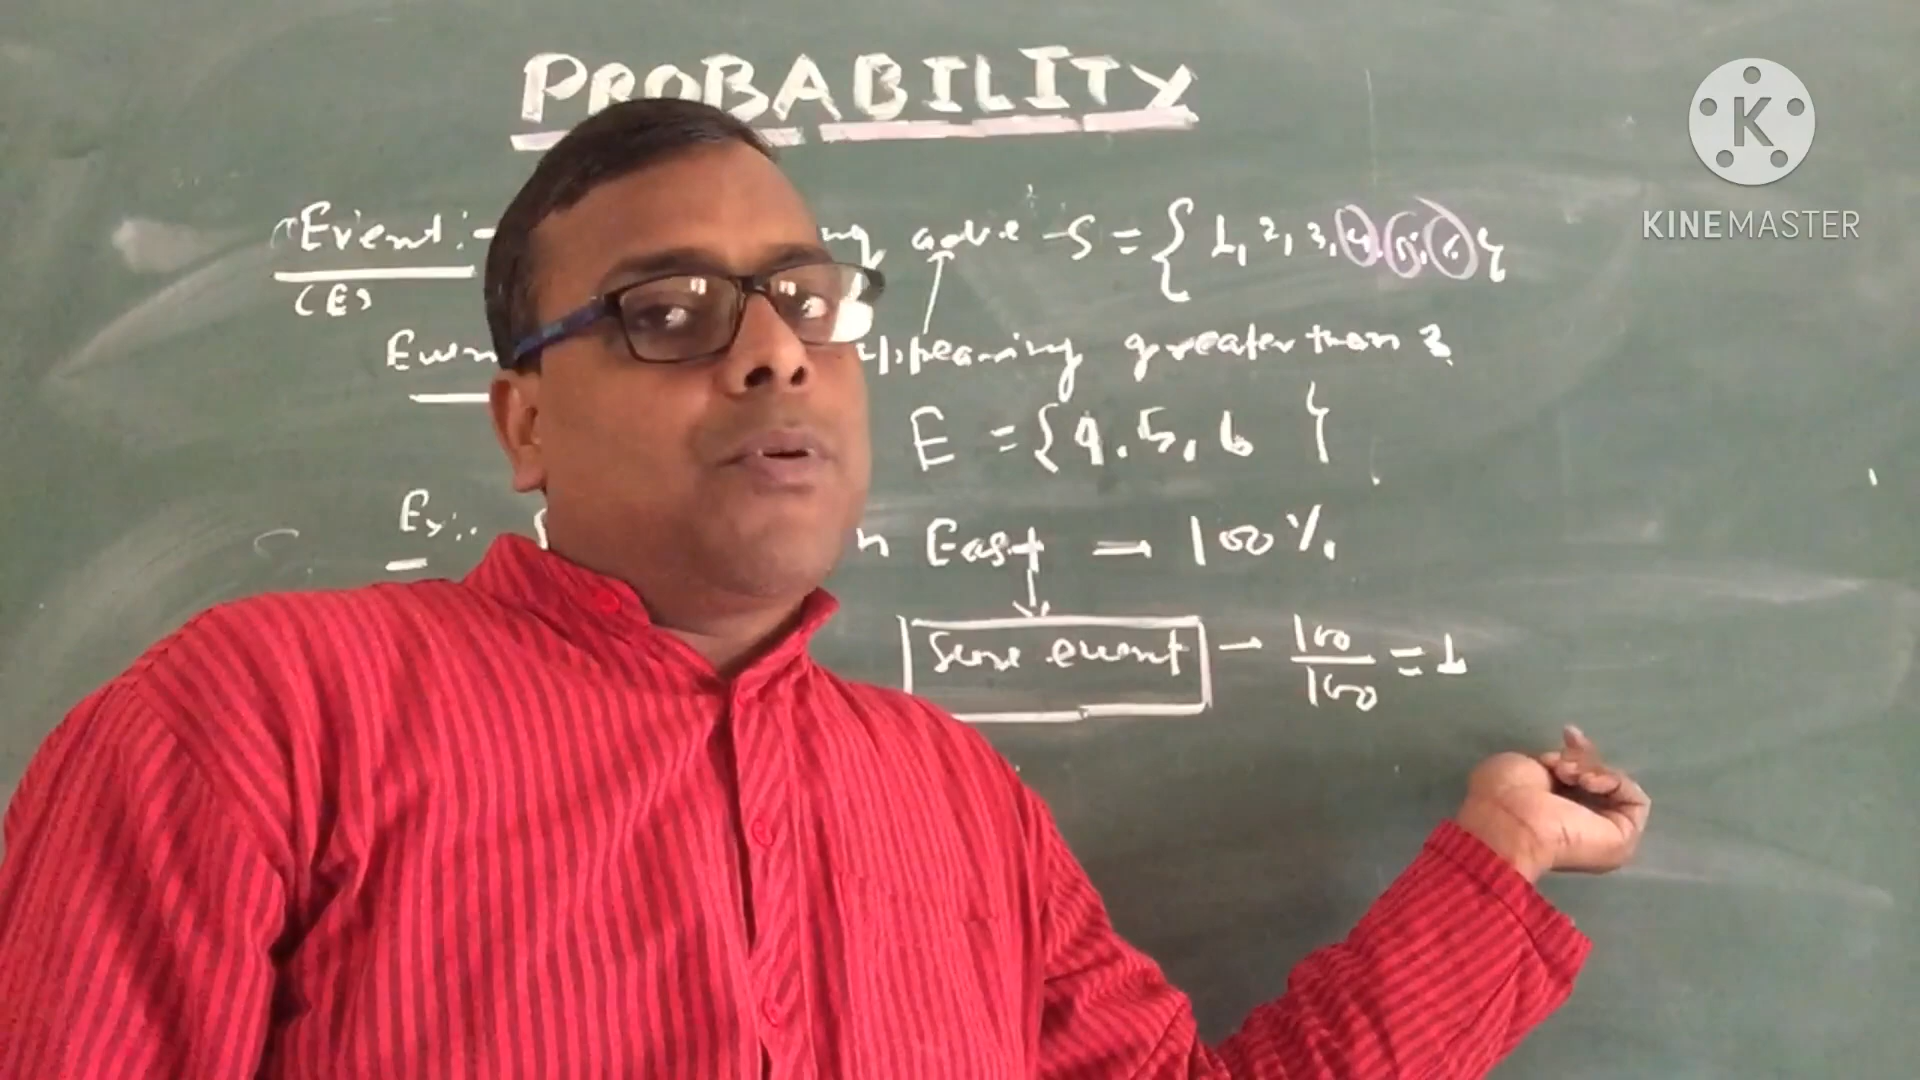 PROBABILITY
KINEMASTER
Event :- S = { 1, 2, 3, 4, 5, 6 }
(E)
appearing greater than 3
E = { 4, 5, 6 }
Ex:- East → 100%
Sure event → 100/100 = 1